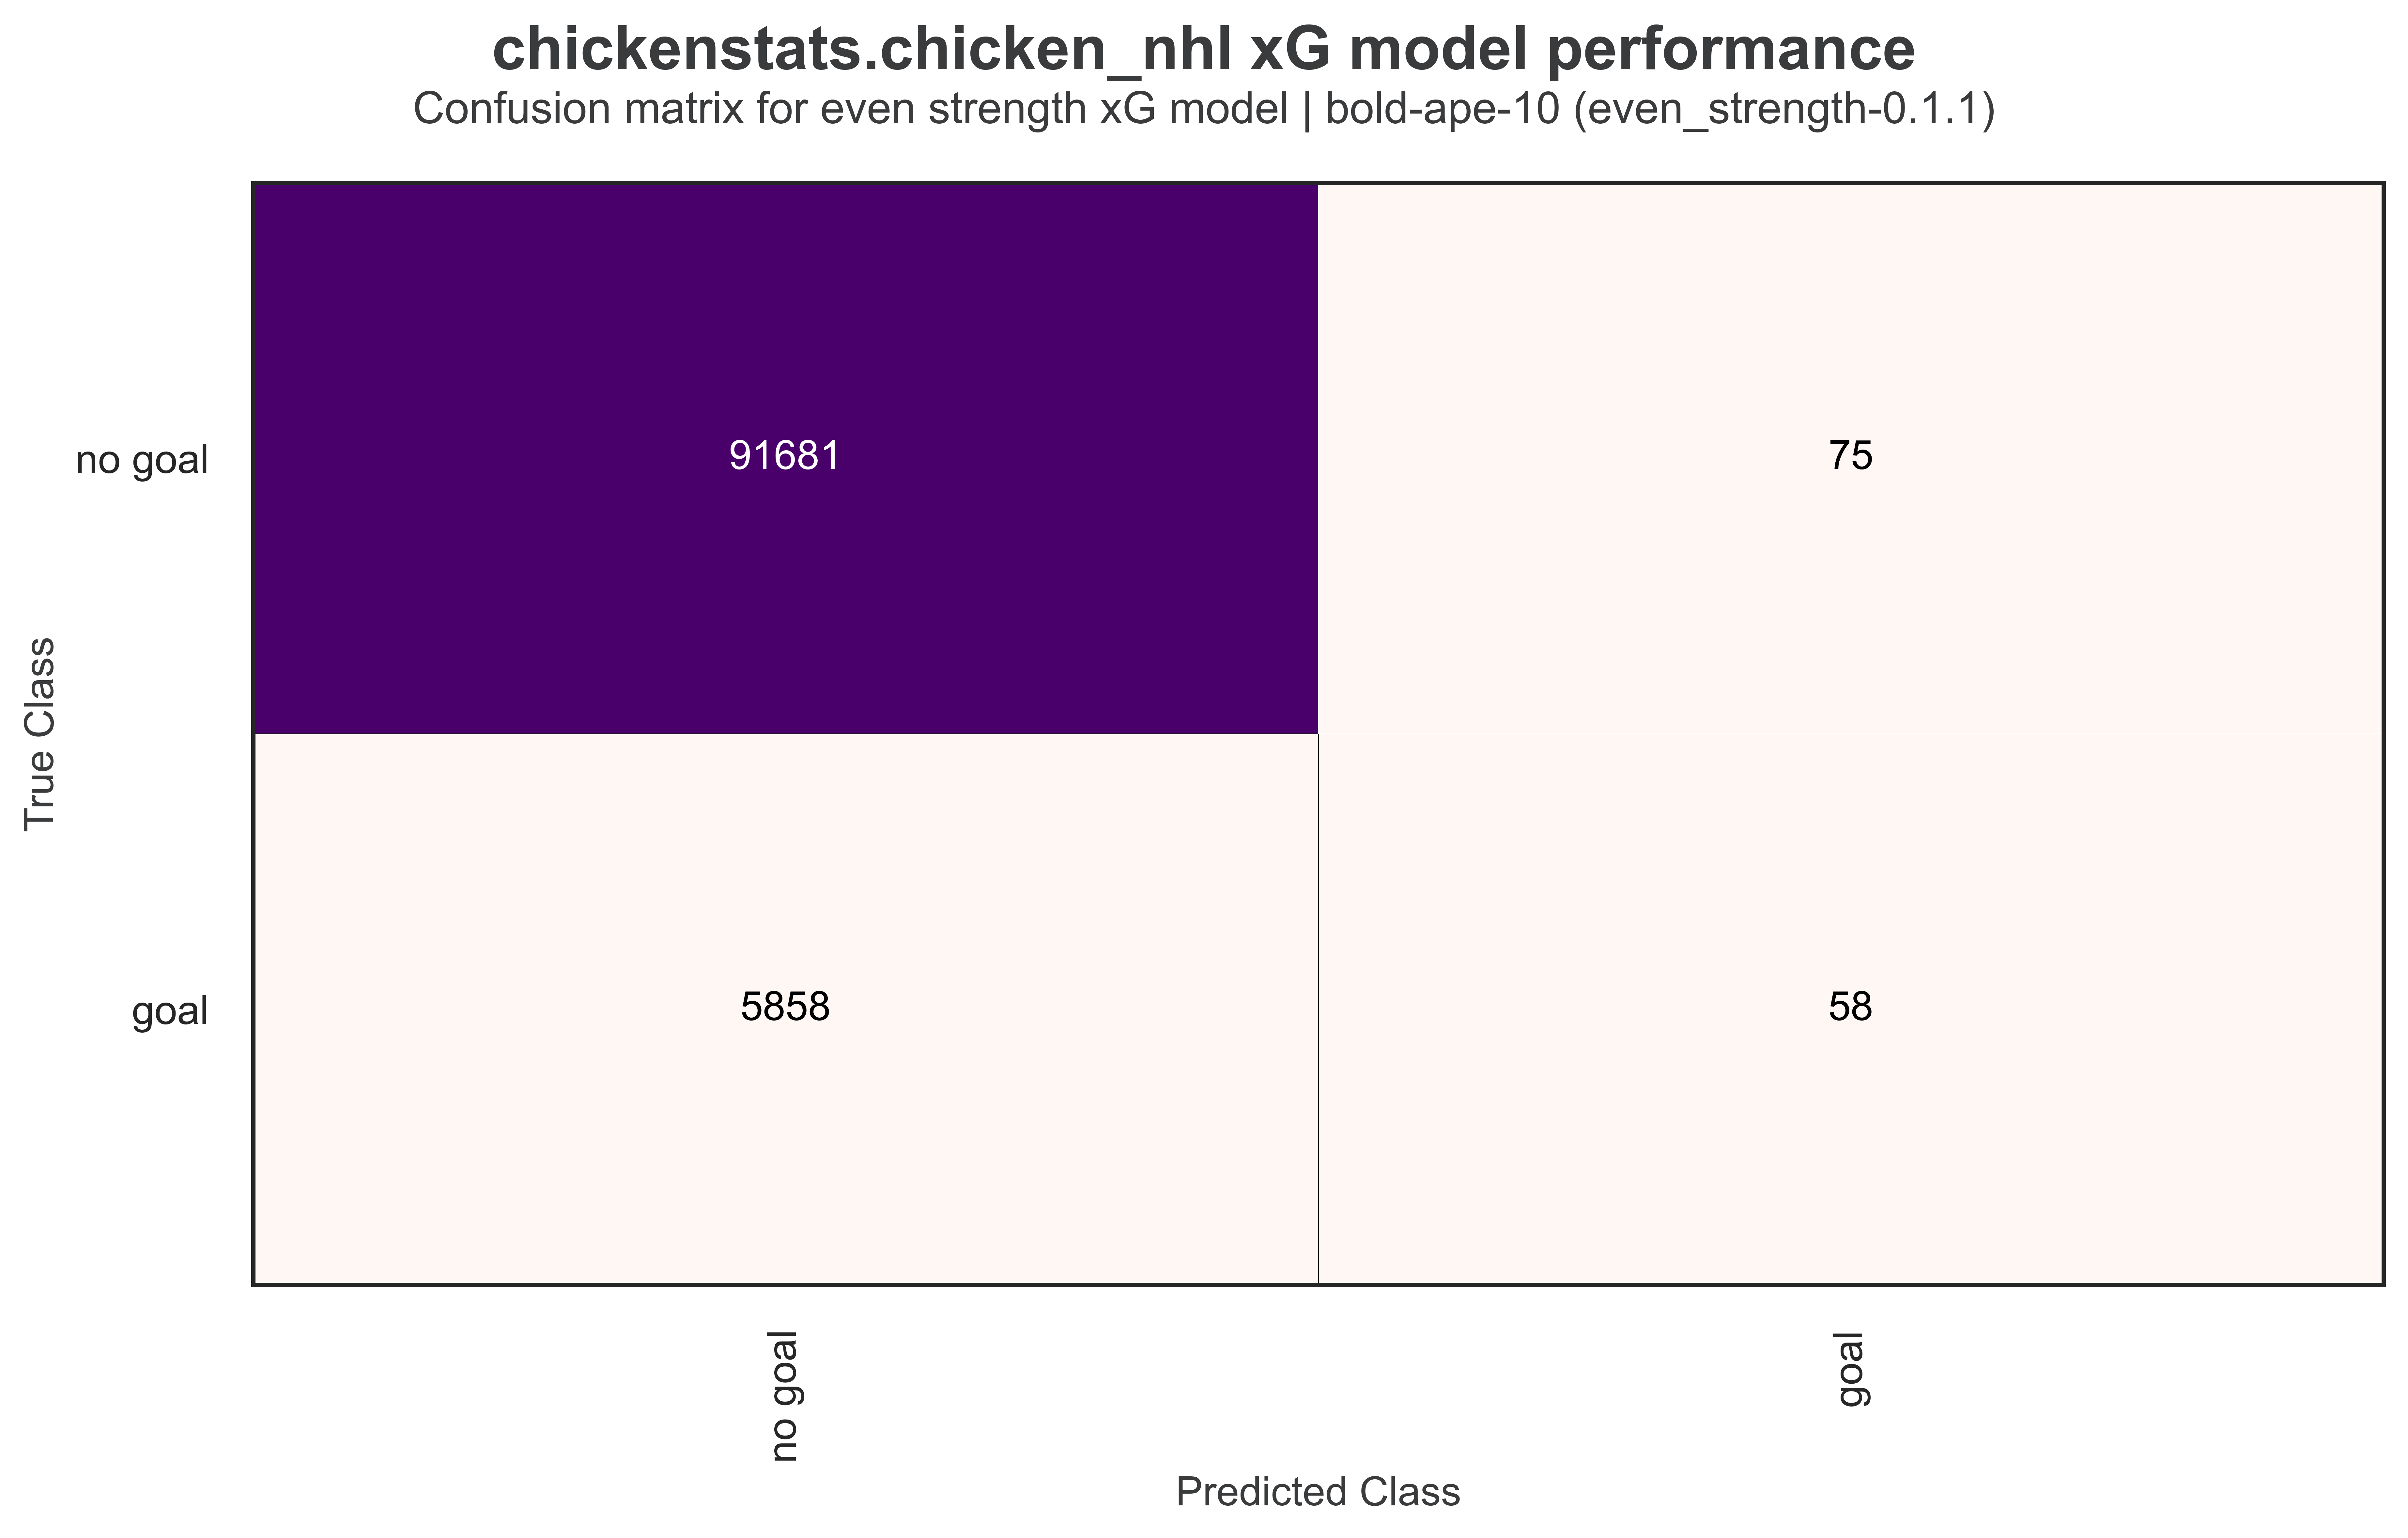 chickenstats.chicken_nhl xG model performance
Confusion matrix for even strength xG model | bold-ape-10 (even_strength-0.1.1)
True Class
no goal
91681
75
goal
5858
58
no goal
goal
Predicted Class